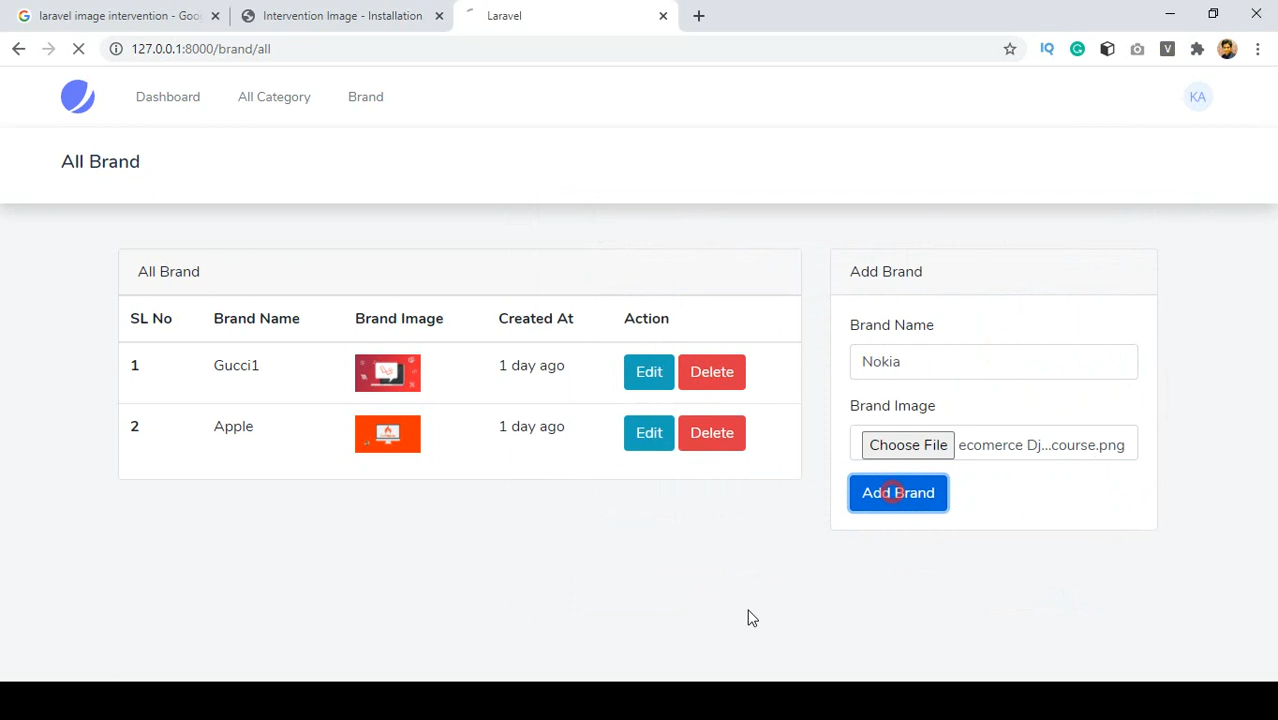 laravel image intervention - Goo
Intervention Image - Installation
Laravel
127.0.0.1:8000/brand/all
IQ
V
Dashboard
All Category
Brand
KA
All Brand
All Brand
SL No Brand Name Brand Image Created At Action
1 Gucci1 1 day ago Edit Delete
2 Apple 1 day ago Edit Delete
Add Brand
Brand Name
Nokia
Brand Image
Choose File ecomerce Dj...course.png
Add Brand